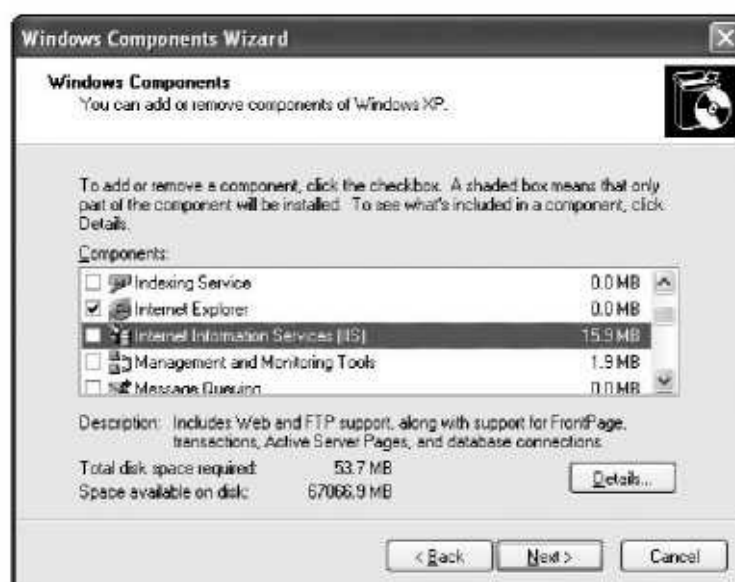 Windows Components Wizard
Windows Components
You can add or remove components of Windows XP.
To add or remove a component, click the checkbox. A shaded box means that only
part of the component will be installed. To see what's included in a component, click
Details.
Components:
Indexing Service 0.0 MB
Internet Explorer 0.0 MB
Internet Information Services (IIS) 15.9 MB
Management and Monitoring Tools 1.9 MB
Message Queuing 0.0 MB
Description: Includes Web and FTP support, along with support for FrontPage,
transactions, Active Server Pages, and database connections.
Total disk space required: 53.7 MB
Space available on disk: 67066.9 MB
Details...
< Back Next > Cancel